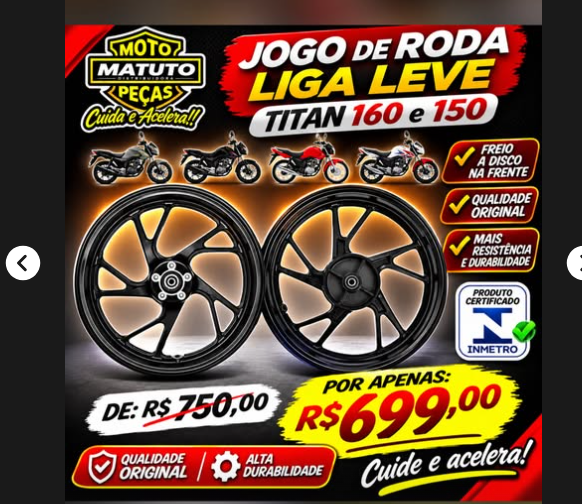 MOTO
MATUTO
DISTRIBUIDORA
PEÇAS
Cuida e Acelera!!
JOGO DE RODA
LIGA LEVE
TITAN 160 e 150
FREIO
A DISCO
NA FRENTE
QUALIDADE
ORIGINAL
MAIS
RESISTÊNCIA
E DURABILIDADE
PRODUTO
CERTIFICADO
INMETRO
DE: R$ 750,00
POR APENAS:
R$699,00
QUALIDADE
ORIGINAL
ALTA
DURABILIDADE
Cuide e acelera!